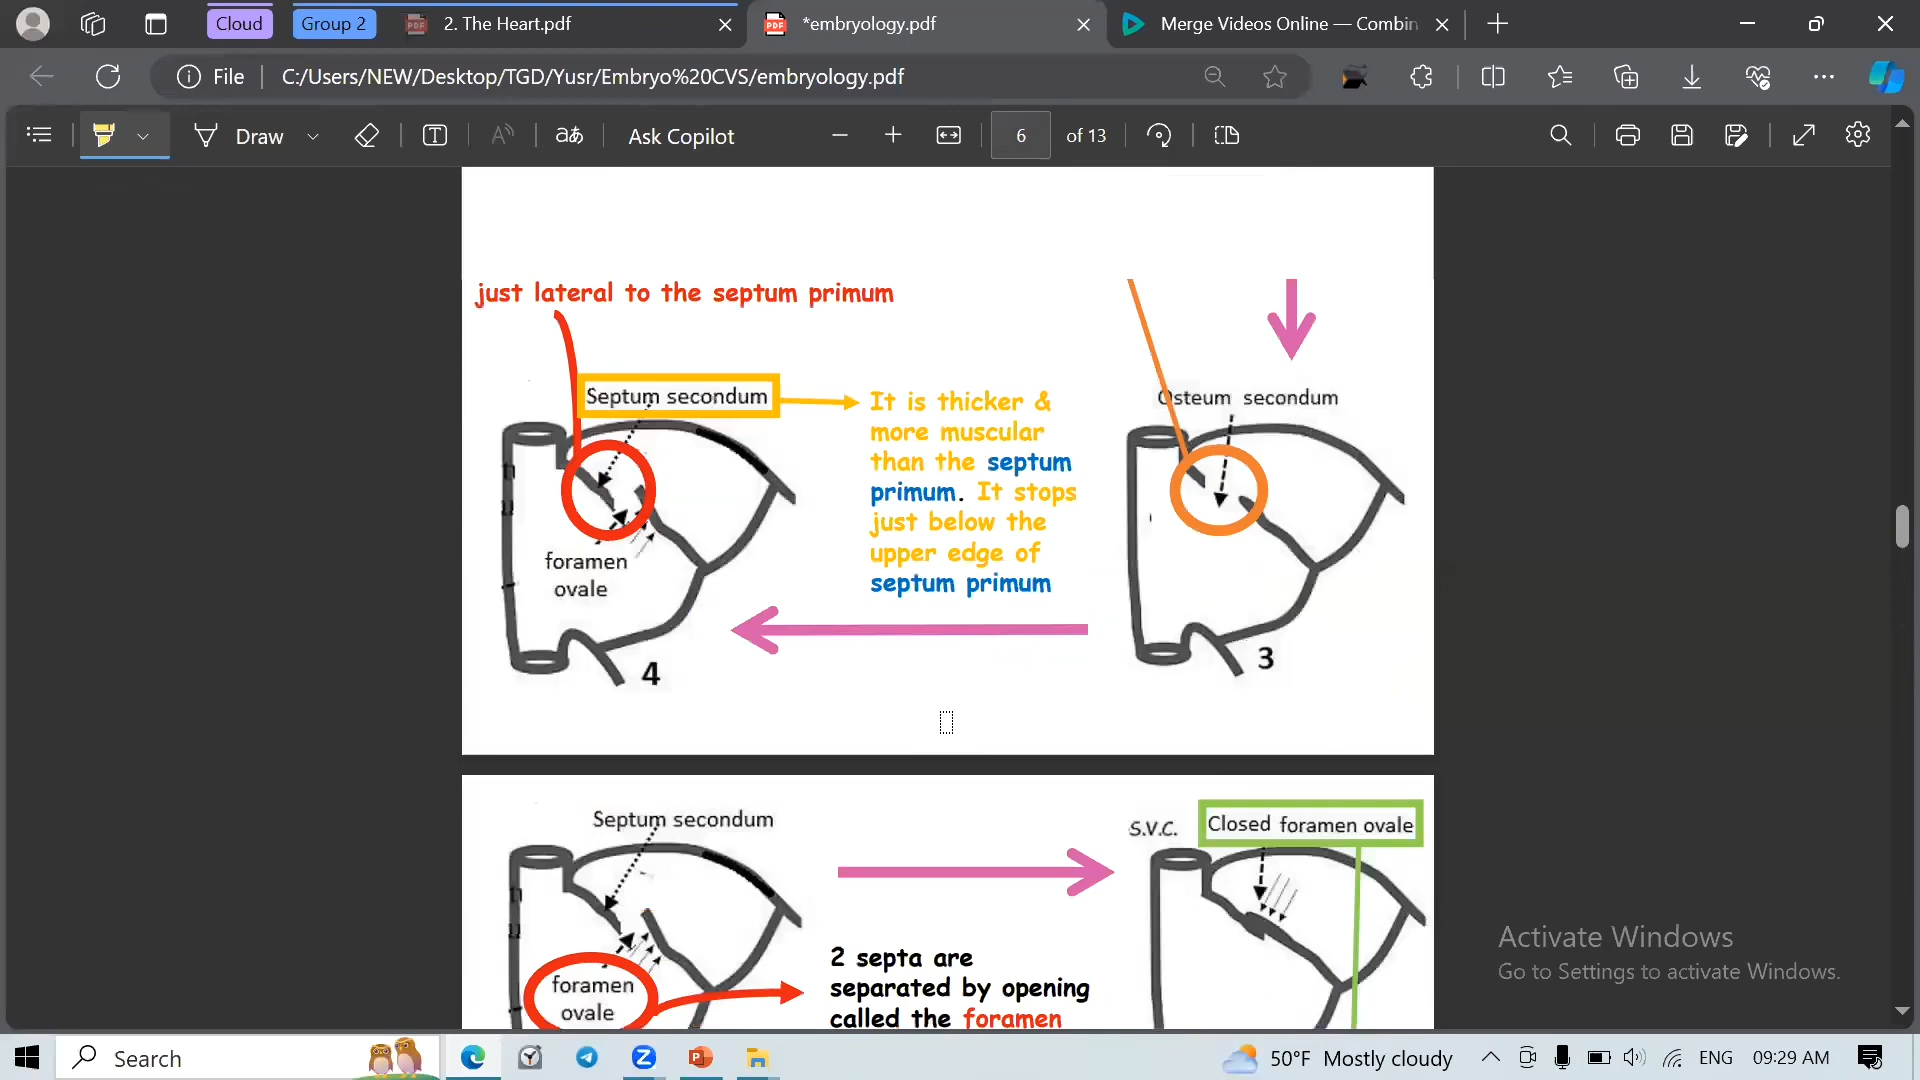 Cloud
Group 2
2. The Heart.pdf
*embryology.pdf
Merge Videos Online — Combin
File
C:/Users/NEW/Desktop/TGD/Yusr/Embryo%20CVS/embryology.pdf
Draw
Ask Copilot
6
of 13
just lateral to the septum primum
Septum secondum
It is thicker &
more muscular
than the septum
primum. It stops
just below the
upper edge of
septum primum
foramen
ovale
4
Osteum secondum
3
Septum secondum
foramen
ovale
2 septa are
separated by opening
called the foramen
S.V.C.
Closed foramen ovale
Activate Windows
Go to Settings to activate Windows.
Search
50°F Mostly cloudy
ENG
09:29 AM